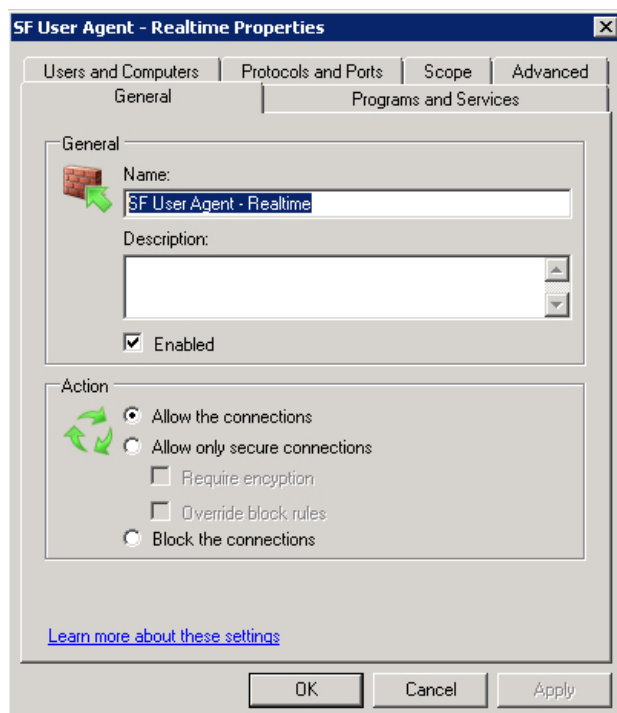 SF User Agent - Realtime Properties
Users and Computers Protocols and Ports Scope Advanced
General Programs and Services
General
Name:
SF User Agent - Realtime
Description:
Enabled
Action
Allow the connections
Allow only secure connections
Require encyption
Override block rules
Block the connections
Learn more about these settings
OK Cancel Apply